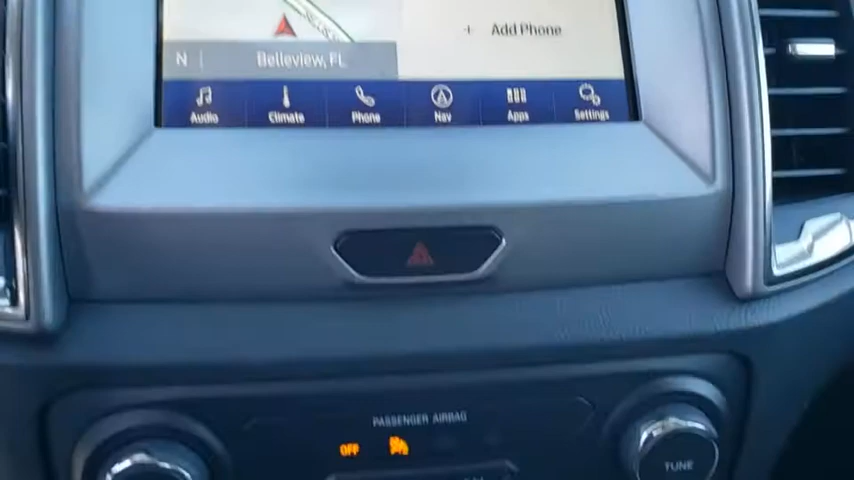 + Add Phone
N | Belleview, FL
Audio Climate Phone Nav Apps Settings
PASSENGER AIRBAG
OFF
TUNE